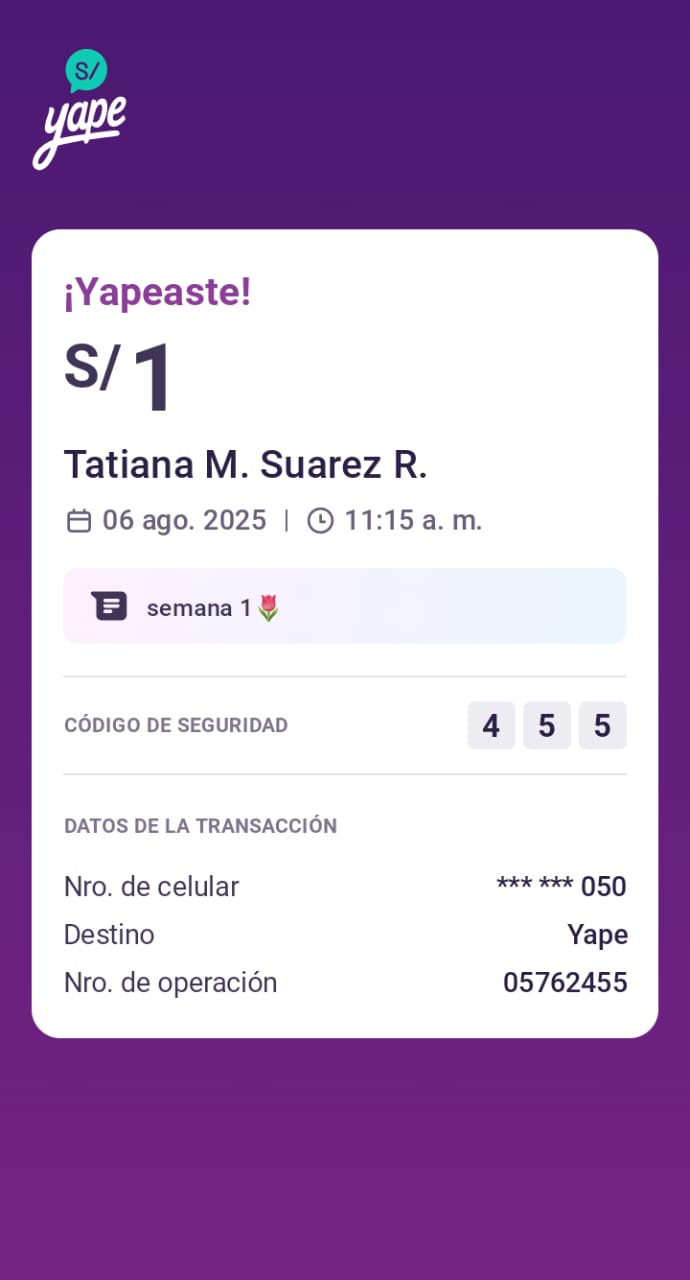 S/
yape
¡Yapeaste!
S/ 1
Tatiana M. Suarez R.
06 ago. 2025 | 11:15 a. m.
semana 1🌷
CÓDIGO DE SEGURIDAD 4 5 5
DATOS DE LA TRANSACCIÓN
Nro. de celular *** *** 050
Destino Yape
Nro. de operación 05762455